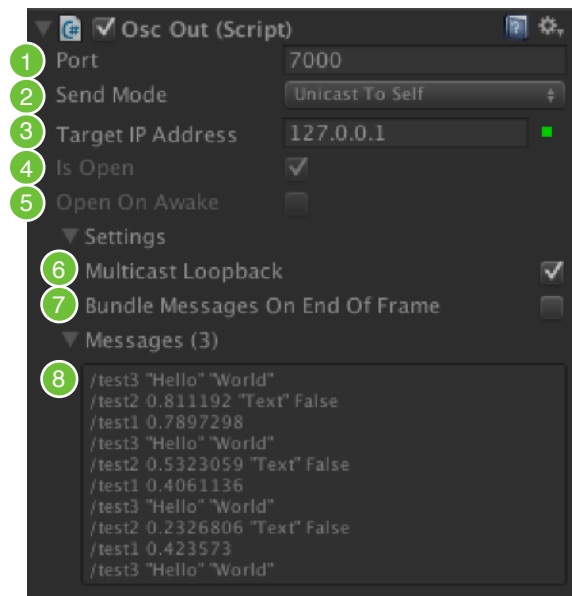 Osc Out (Script)
1 Port 7000
2 Send Mode Unicast To Self
3 Target IP Address 127.0.0.1
4 Is Open
5 Open On Awake
Settings
6 Multicast Loopback
7 Bundle Messages On End Of Frame
Messages (3)
8 /test3 "Hello" "World"
/test2 0.811192 "Text" False
/test1 0.7897298
/test3 "Hello" "World"
/test2 0.5323059 "Text" False
/test1 0.4061136
/test3 "Hello" "World"
/test2 0.2326806 "Text" False
/test1 0.423573
/test3 "Hello" "World"